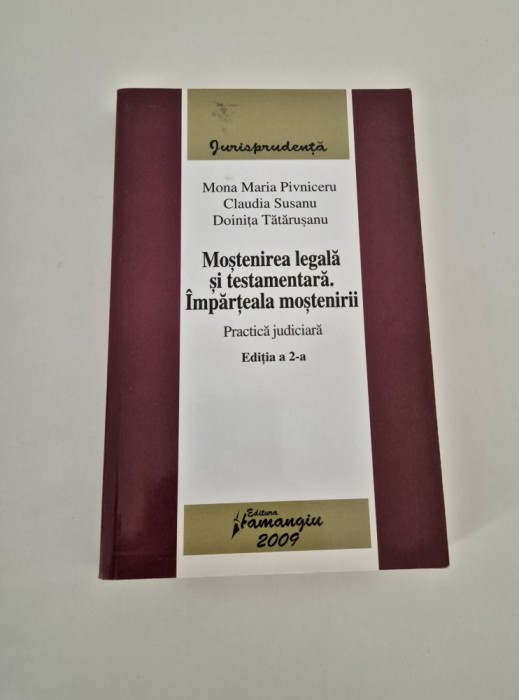 Jurisprudență
Mona Maria Pivniceru
Claudia Susanu
Doinița Tătărușanu
Moștenirea legală
și testamentară.
Împărțeala moștenirii
Practică judiciară
Ediția a 2-a
Editura
Hamangiu
2009